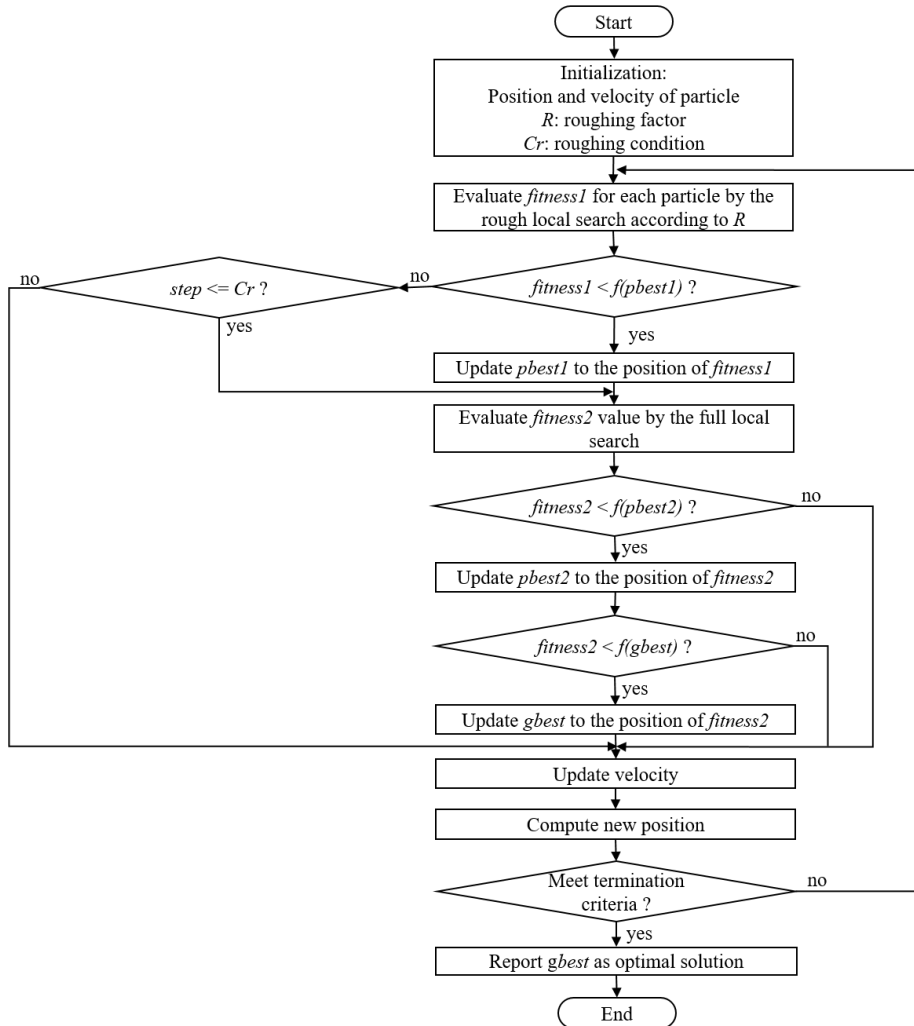 Start
Initialization:
Position and velocity of particle
R: roughing factor
Cr: roughing condition
Evaluate fitness1 for each particle by the
rough local search according to R
no
step <= Cr ?
no
fitness1 < f(pbest1) ?
yes
yes
Update pbest1 to the position of fitness1
Evaluate fitness2 value by the full local
search
fitness2 < f(pbest2) ?
no
yes
Update pbest2 to the position of fitness2
fitness2 < f(gbest) ?
no
yes
Update gbest to the position of fitness2
Update velocity
Compute new position
Meet termination
criteria ?
no
yes
Report gbest as optimal solution
End